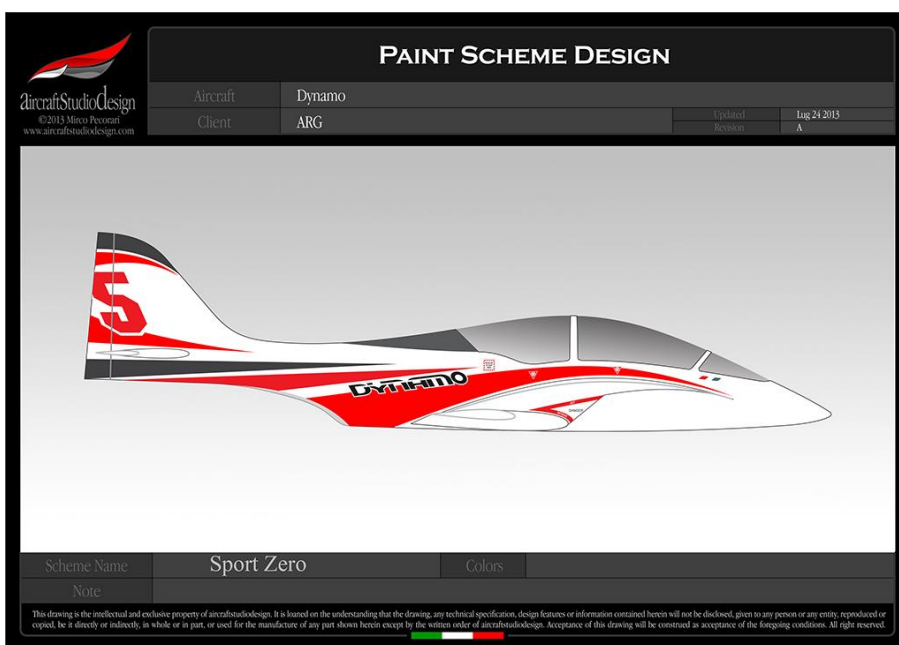 PAINT SCHEME DESIGN
aircraftStudioDesign
©2013 Mirco Pecorari
www.aircraftstudiodesign.com
Aircraft Dynamo
Client ARG
Updated Lug 24 2013
Revision A
S
DYNAMO
DANGER
Scheme Name Sport Zero Colors
Note
This drawing is the intellectual and exclusive property of aircraftstudiodesign. It is loaned on the understanding that the drawing, any technical specification, design features or information contained herein will not be disclosed, given to any person or any entity, reproduced or
copied, be it directly or indirectly, in whole or in part, or used for the manufacture of any part shown herein except by the written order of aircraftstudiodesign. Acceptance of this drawing will be construed as acceptance of the foregoing conditions. All right reserved.